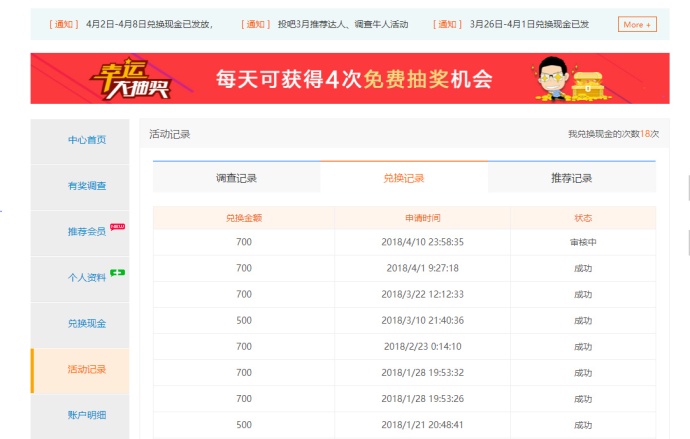 [通知] 4月2日-4月8日兑换现金已发放， [通知] 投吧3月推荐达人、调查牛人活动 [通知] 3月26日-4月1日兑换现金已发 More +
幸运大抽奖 每天可获得4次免费抽奖机会
中心首页
有奖调查
推荐会员 NEW
个人资料
兑换现金
活动记录
账户明细
活动记录 我兑换现金的次数18次
调查记录 兑换记录 推荐记录
兑换金额 申请时间 状态
700 2018/4/10 23:58:35 审核中
700 2018/4/1 9:27:18 成功
700 2018/3/22 12:12:33 成功
500 2018/3/10 21:40:36 成功
700 2018/2/23 0:14:10 成功
700 2018/1/28 19:53:32 成功
700 2018/1/28 19:53:26 成功
500 2018/1/21 20:48:41 成功